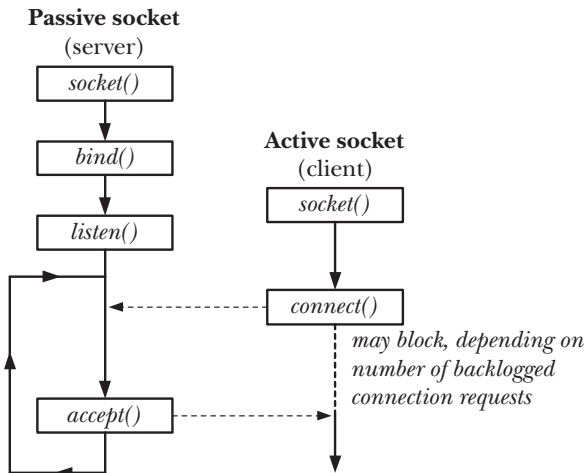 Passive socket
(server)
socket()
bind()
listen()
accept()
Active socket
(client)
socket()
connect()
may block, depending on
number of backlogged
connection requests